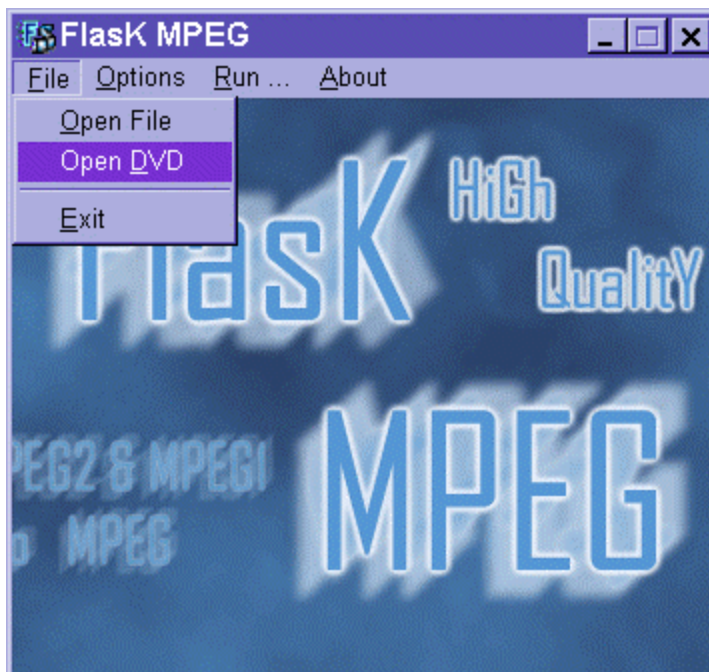 FlasK MPEG
File Options Run ... About
Open File
Open DVD
Exit
FlasK
HiGh
QualitY
PEG2 & MPEG1
MPEG
MPEG